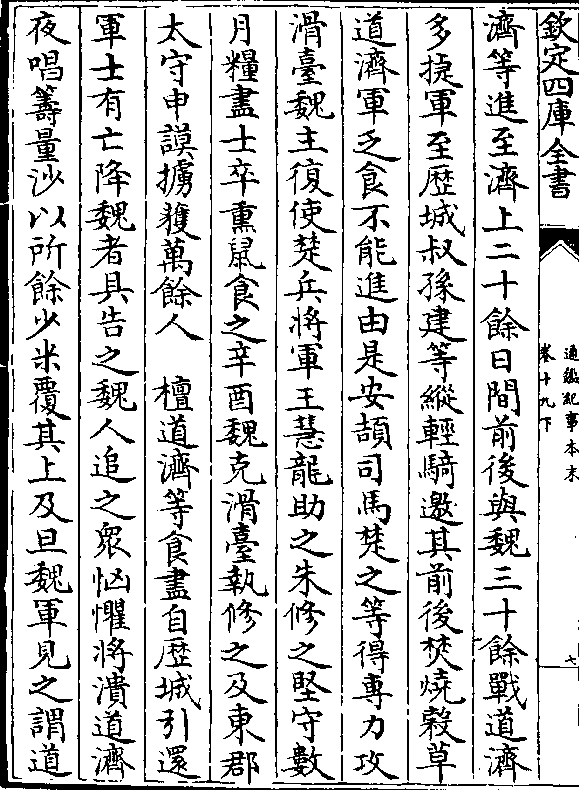 欽定四庫全書
通鑑紀事本末
卷十九下
七
濟等進至濟上二十餘日間前後與魏三十餘戰道濟
多捷軍至歴城叔孫建等縱輕騎邀其前後焚燒穀草
道濟軍乏食不能進由是安頡司馬楚之等得專力攻
滑臺魏主復使楚兵將軍王慧龍助之朱修之堅守數
月糧盡士卒熏鼠食之辛酉魏克滑臺執修之及東郡
太守申謨擄獲萬餘人　檀道濟等食盡自歴城引還
軍士有亡降魏者具告之魏人追之衆忷懼將潰道濟
夜唱籌量沙以所餘少米覆其上及旦魏軍見之謂道